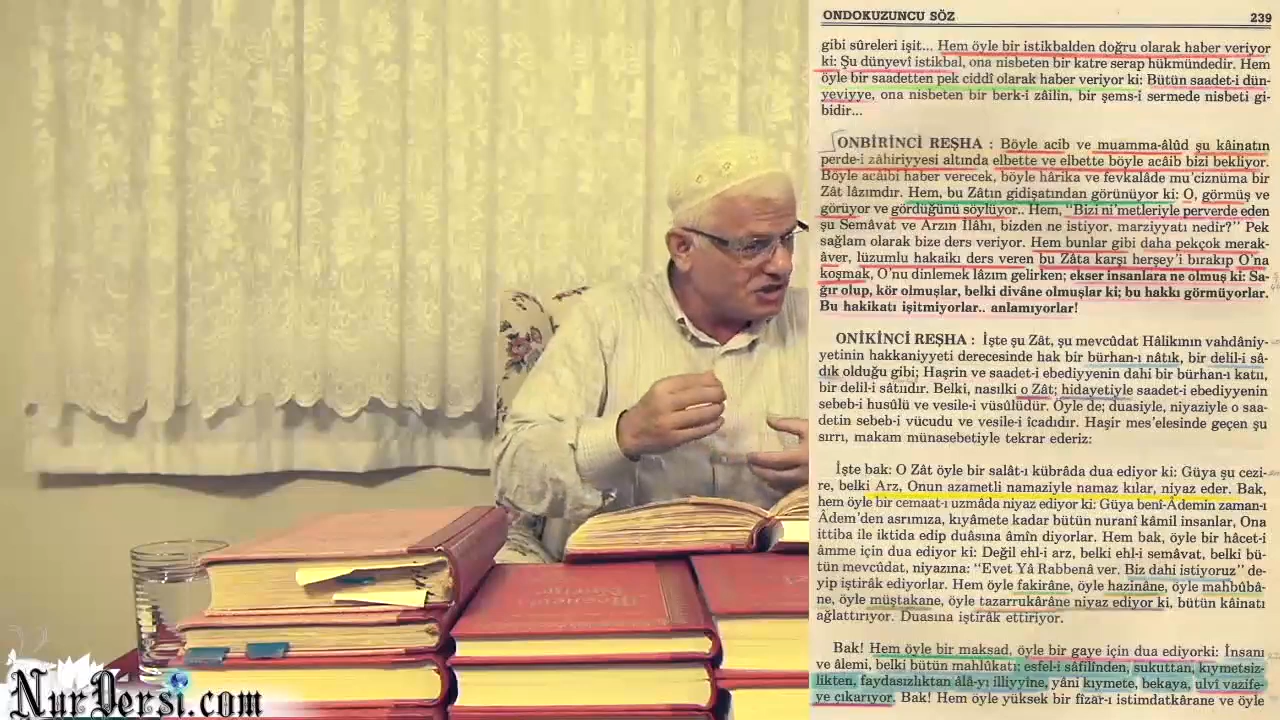 ONDOKUZUNCU SÖZ 239
gibi sûreleri işit... Hem öyle bir istikbalden doğru olarak haber veriyor
ki: Şu dünyevî istikbal, ona nisbeten bir katre serap hükmündedir. Hem
öyle bir saadetten pek ciddî olarak haber veriyor ki: Bütün saadet-i dün-
yeviyye, ona nisbeten bir berk-i zâilin, bir şems-i sermede nisbeti gi-
bidir...
ONBİRİNCİ REŞHA : Böyle acib ve muamma-âlûd şu kâinatın
perde-i zâhiriyyesi altında elbette ve elbette böyle acâib bizi bekliyor.
Böyle acâibi haber verecek, böyle hârika ve fevkalâde mu'ciznüma bir
Zât lâzımdır. Hem, bu Zâtın gidişatından görünüyor ki: O, görmüş ve
görüyor ve gördüğünü söylüyor.. Hem, "Bizi ni'metleriyle perverde eden
şu Semâvat ve Arzın İlâhı, bizden ne istiyor. marziyyatı nedir?" Pek
sağlam olarak bize ders veriyor. Hem bunlar gibi daha pekçok merak-
âver, lüzumlu hakaikı ders veren bu Zâta karşı herşey'i bırakıp O'na
koşmak, O'nu dinlemek lâzım gelirken; ekser insanlara ne olmuş ki: Sa-
ğır olup, kör olmuşlar, belki divâne olmuşlar ki; bu hakkı görmüyorlar.
Bu hakikatı işitmiyorlar.. anlamıyorlar!
ONİKİNCİ REŞHA : İşte şu Zât, şu mevcûdat Hâlikının vahdâniy-
yetinin hakkaniyyeti derecesinde hak bir bürhan-ı nâtık, bir delil-i sâ-
dık olduğu gibi; Haşrin ve saadet-i ebediyyenin dahi bir bürhan-ı katıı,
bir delil-i sâtııdır. Belki, nasılki o Zât; hidayetiyle saadet-i ebediyyenin
sebeb-i husûlü ve vesile-i vüsûlüdür. Öyle de; duasiyle, niyaziyle o saa-
detin sebeb-i vücudu ve vesile-i îcadıdır. Haşir mes'elesinde geçen şu
sırrı, makam münasebetiyle tekrar ederiz:
İşte bak: O Zât öyle bir salât-ı kübrâda dua ediyor ki: Güya şu cezi-
re, belki Arz, Onun azametli namaziyle namaz kılar, niyaz eder. Bak,
hem öyle bir cemaat-ı uzmâda niyaz ediyor ki: Güya benî-Âdemin zaman-ı
Âdem'den asrımıza, kıyâmete kadar bütün nuranî kâmil insanlar, Ona
ittiba ile iktida edip duâsına âmîn diyorlar. Hem bak, öyle bir hâcet-i
âmme için dua ediyor ki: Değil ehl-i arz, belki ehl-i semâvat, belki bü-
tün mevcûdat, niyazına: "Evet Yâ Rabbenâ ver. Biz dahi istiyoruz" de-
yip iştirâk ediyorlar. Hem öyle fakirâne, öyle hazinâne, öyle mahbûbâ-
ne, öyle müştakane, öyle tazarrukârâne niyaz ediyor ki, bütün kâinatı
ağlattırıyor. Duasına iştirâk ettiriyor.
Bak! Hem öyle bir maksad, öyle bir gaye için dua ediyorki: İnsanı
ve âlemi, belki bütün mahlûkatı; esfel-i sâfilînden, sukuttan, kıymetsiz-
likten, faydasızlıktan âlâ-yı illiyyîne, yâni kıymete, bekaya, ulvî vazife-
ye çıkarıyor. Bak! Hem öyle yüksek bir fîzar-ı istimdatkârane ve öyle
NurDersi.com